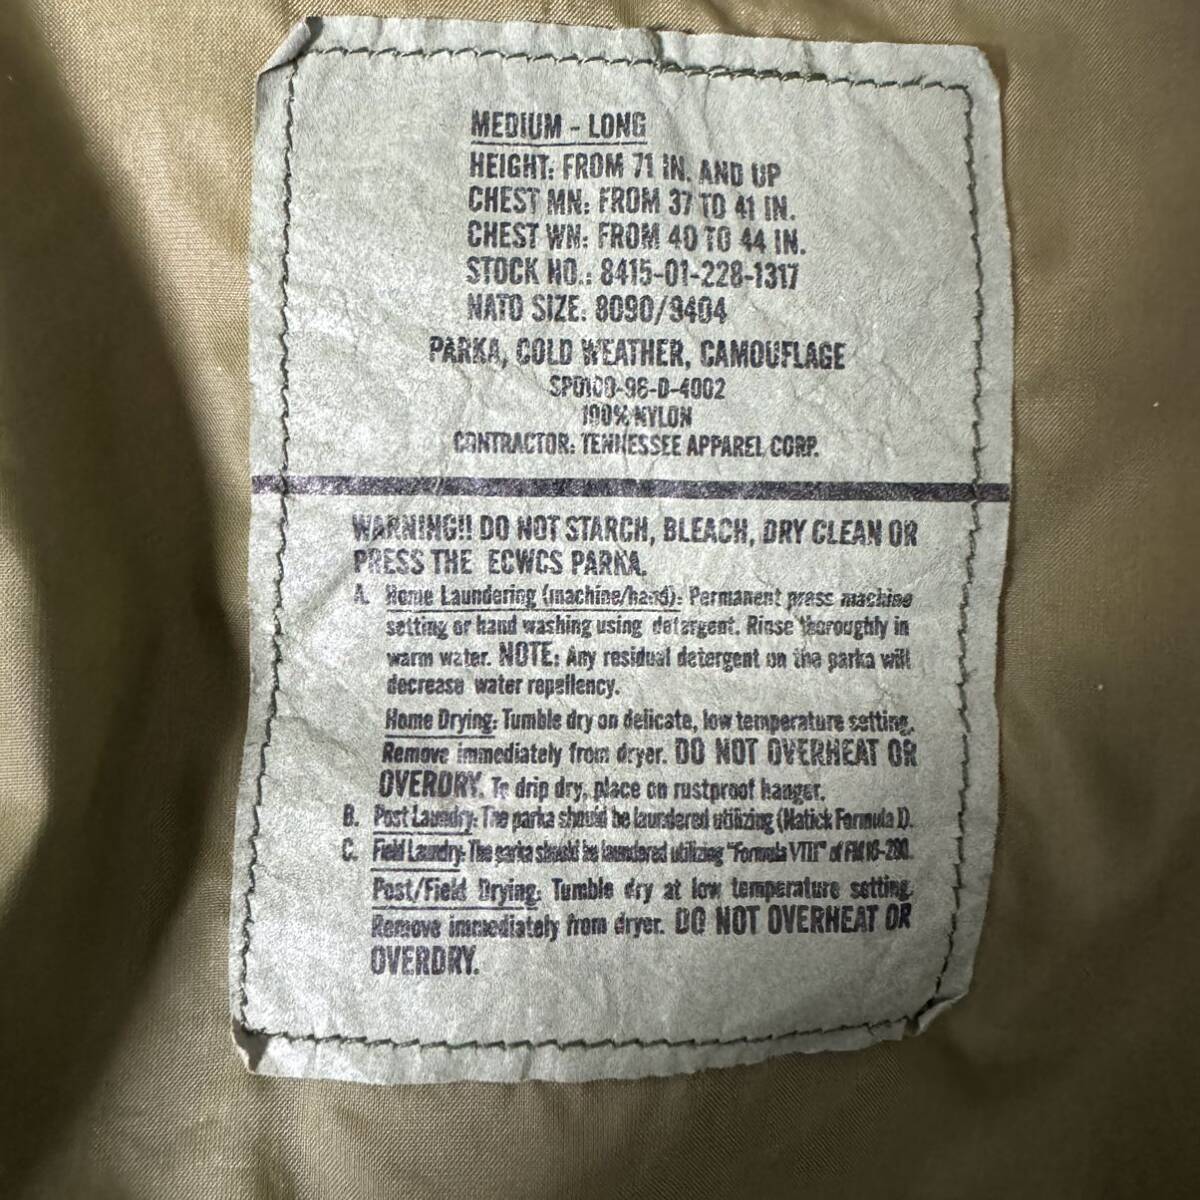 MEDIUM - LONG
HEIGHT: FROM 71 IN. AND UP
CHEST MN: FROM 37 TO 41 IN.
CHEST WN: FROM 40 TO 44 IN.
STOCK NO.: 8415-01-228-1317
NATO SIZE: 8090/9404
PARKA, COLD WEATHER, CAMOUFLAGE
SP0100-96-D-4002
100% NYLON
CONTRACTOR: TENNESSEE APPAREL CORP.
WARNING!! DO NOT STARCH, BLEACH, DRY CLEAN OR
PRESS THE ECWCS PARKA.
A. Home Laundering (machine/hand): Permanent press machine
setting or hand washing using detergent. Rinse thoroughly in
warm water. NOTE: Any residual detergent on the parka will
decrease water repellency.
Home Drying: Tumble dry on delicate, low temperature setting.
Remove immediately from dryer. DO NOT OVERHEAT OR
OVERDRY. To drip dry, place on rustproof hanger.
B. Post Laundry: The parka should be laundered utilizing (Natick Formula I).
C. Field Laundry: The parka should be laundered utilizing "Formula VIII" of FM 10-280.
Post/Field Drying: Tumble dry at low temperature setting.
Remove immediately from dryer. DO NOT OVERHEAT OR
OVERDRY.